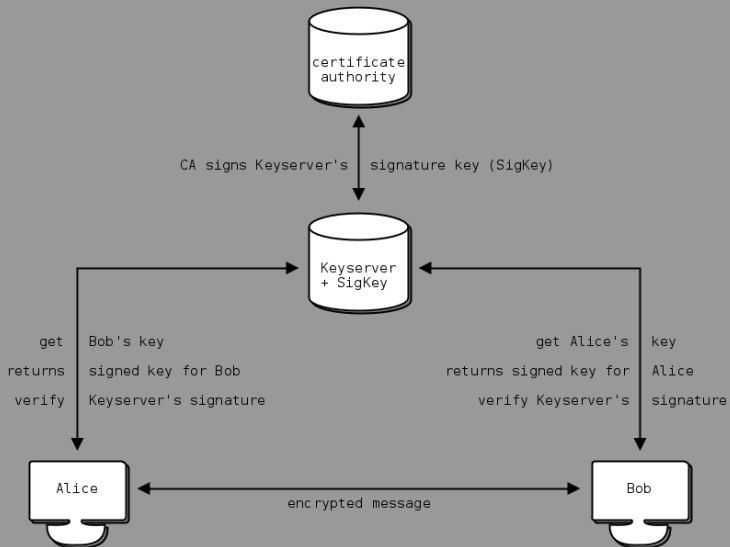 certificate
authority
CA signs Keyserver's signature key (SigKey)
Keyserver
+ SigKey
get Bob's key
returns signed key for Bob
verify Keyserver's signature
get Alice's key
returns signed key for Alice
verify Keyserver's signature
Alice
encrypted message
Bob